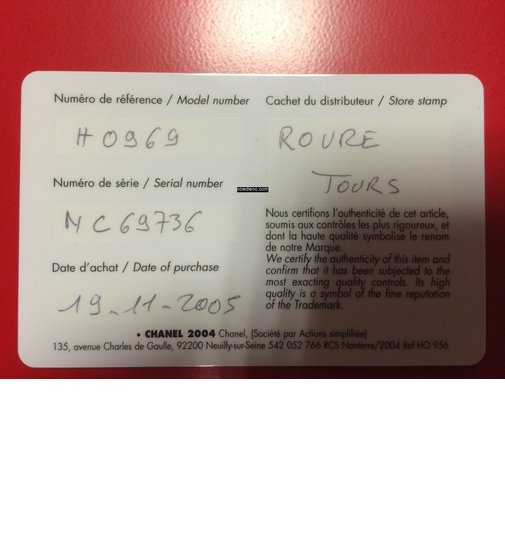 Numéro de référence / Model number
H0969
Cachet du distributeur / Store stamp
ROURE
TOURS
Numéro de série / Serial number
powdwoo.com
MC69736
Nous certifions l'authenticité de cet article,
soumis aux contrôles les plus rigoureux, et
dont la haute qualité symbolise le renom
de notre Marque.
We certify the authenticity of this item and
confirm that it has been subjected to the
most exacting quality controls. Its high
quality is a symbol of the fine reputation
of the Trademark.
Date d'achat / Date of purchase
19-11-2005
• CHANEL 2004 Chanel, (Société par Actions simplifiée)
135, avenue Charles de Gaulle, 92200 Neuilly-sur-Seine 542 052 766 RCS Nanterre/2004 Ref HO 956